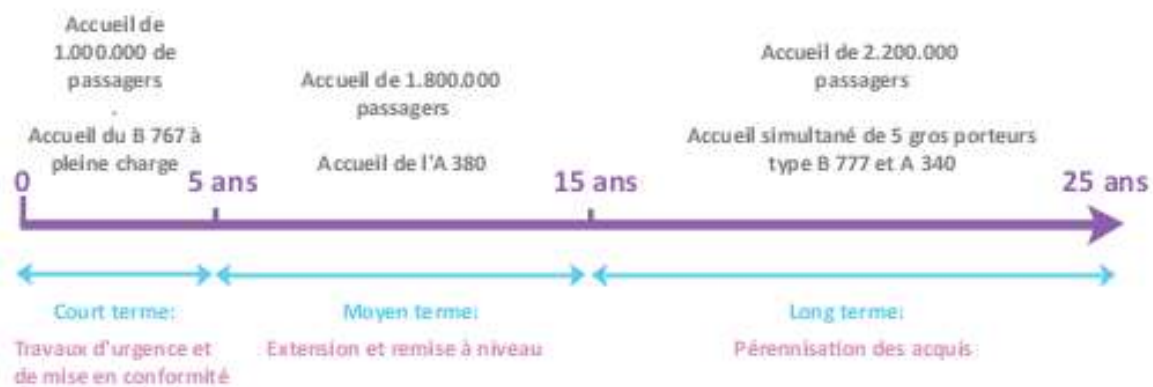 Accueil de
1.000.000 de
passagers
.
Accueil du B 767 à
pleine charge
Accueil de 1.800.000
passagers
Accueil de l'A 380
Accueil de 2.200.000
passagers
Accueil simultané de 5 gros porteurs
type B 777 et A 340
0
5 ans
15 ans
25 ans
Court terme:
Travaux d'urgence et
de mise en conformité
Moyen terme:
Extension et remise à niveau
Long terme:
Pérennisation des acquis